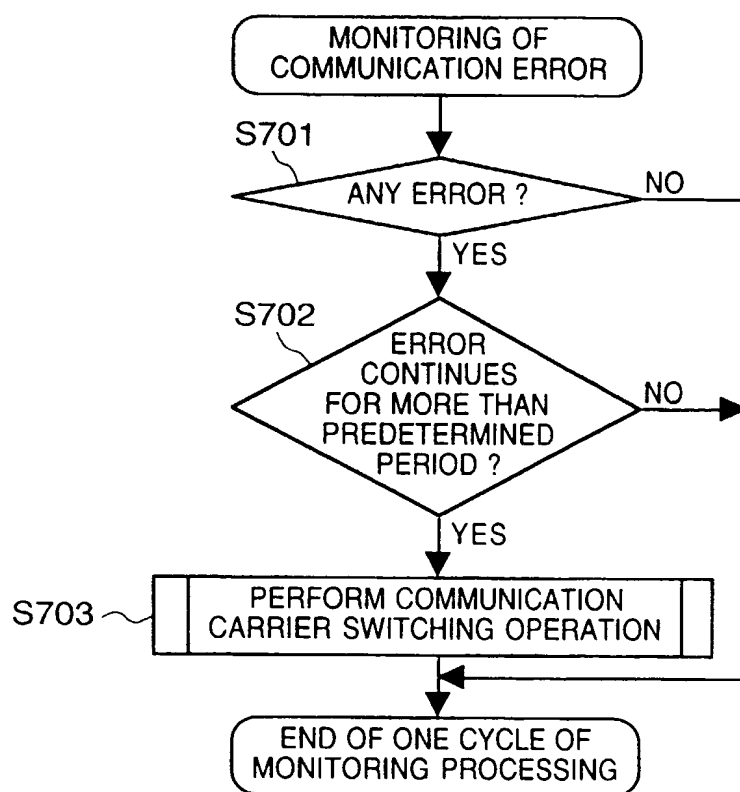 MONITORING OF
COMMUNICATION ERROR
S701
ANY ERROR ?
NO
YES
S702
ERROR
CONTINUES
FOR MORE THAN
PREDETERMINED
PERIOD ?
NO
YES
S703
PERFORM COMMUNICATION
CARRIER SWITCHING OPERATION
END OF ONE CYCLE OF
MONITORING PROCESSING